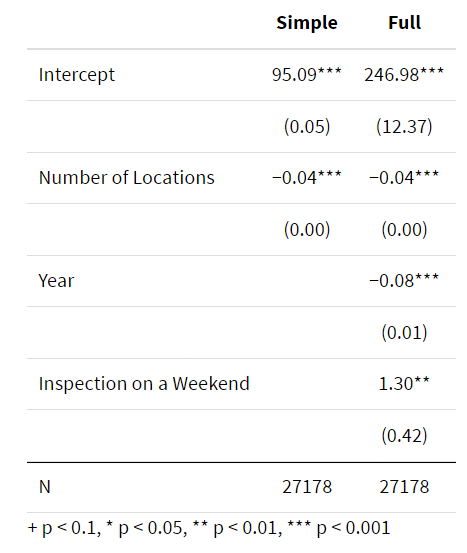 Simple Full
Intercept 95.09*** 246.98***
(0.05) (12.37)
Number of Locations −0.04*** −0.04***
(0.00) (0.00)
Year −0.08***
(0.01)
Inspection on a Weekend 1.30**
(0.42)
N 27178 27178
+ p < 0.1, * p < 0.05, ** p < 0.01, *** p < 0.001